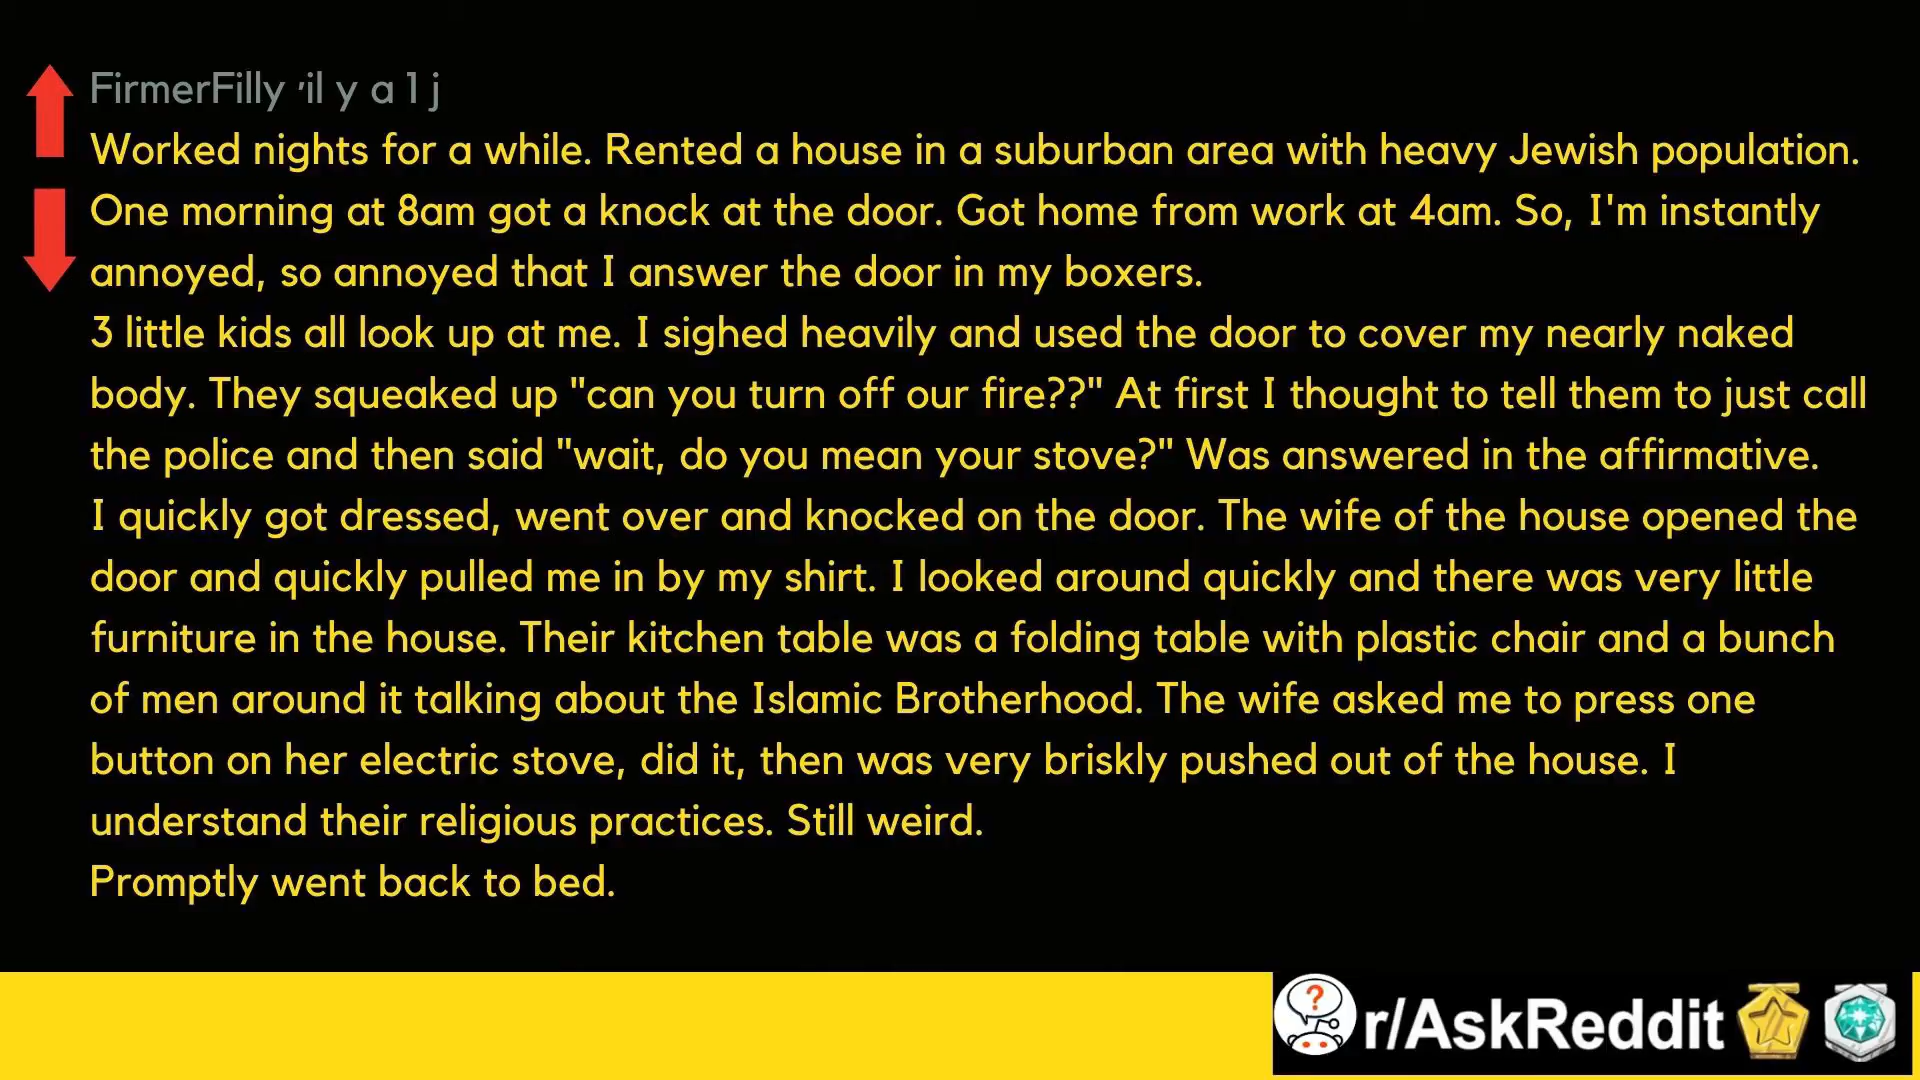 FirmerFilly ·il y a 1 j
Worked nights for a while. Rented a house in a suburban area with heavy Jewish population.
One morning at 8am got a knock at the door. Got home from work at 4am. So, I'm instantly
annoyed, so annoyed that I answer the door in my boxers.
3 little kids all look up at me. I sighed heavily and used the door to cover my nearly naked
body. They squeaked up "can you turn off our fire??" At first I thought to tell them to just call
the police and then said "wait, do you mean your stove?" Was answered in the affirmative.
I quickly got dressed, went over and knocked on the door. The wife of the house opened the
door and quickly pulled me in by my shirt. I looked around quickly and there was very little
furniture in the house. Their kitchen table was a folding table with plastic chair and a bunch
of men around it talking about the Islamic Brotherhood. The wife asked me to press one
button on her electric stove, did it, then was very briskly pushed out of the house. I
understand their religious practices. Still weird.
Promptly went back to bed.
?
r/AskReddit